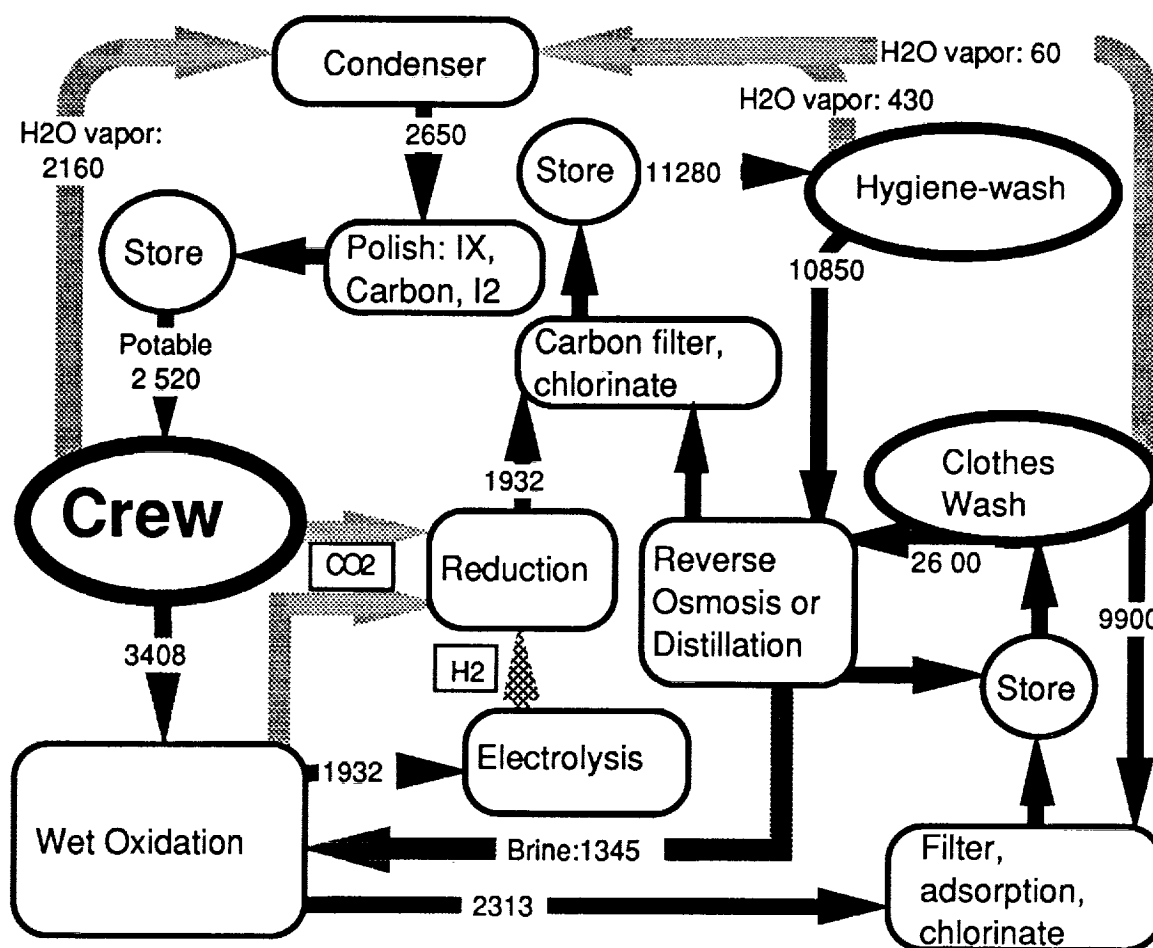 H2O vapor: 60
Condenser
H2O vapor: 430
H2O vapor:
2160
2650
Store
11280
Hygiene-wash
Store
Polish: IX,
Carbon, I2
10850
Potable
2 520
Carbon filter,
chlorinate
Crew
1932
Clothes
Wash
CO2
Reduction
Reverse
Osmosis or
Distillation
26 00
9900
3408
H2
Store
1932
Electrolysis
Wet Oxidation
Brine:1345
Filter,
adsorption,
chlorinate
2313